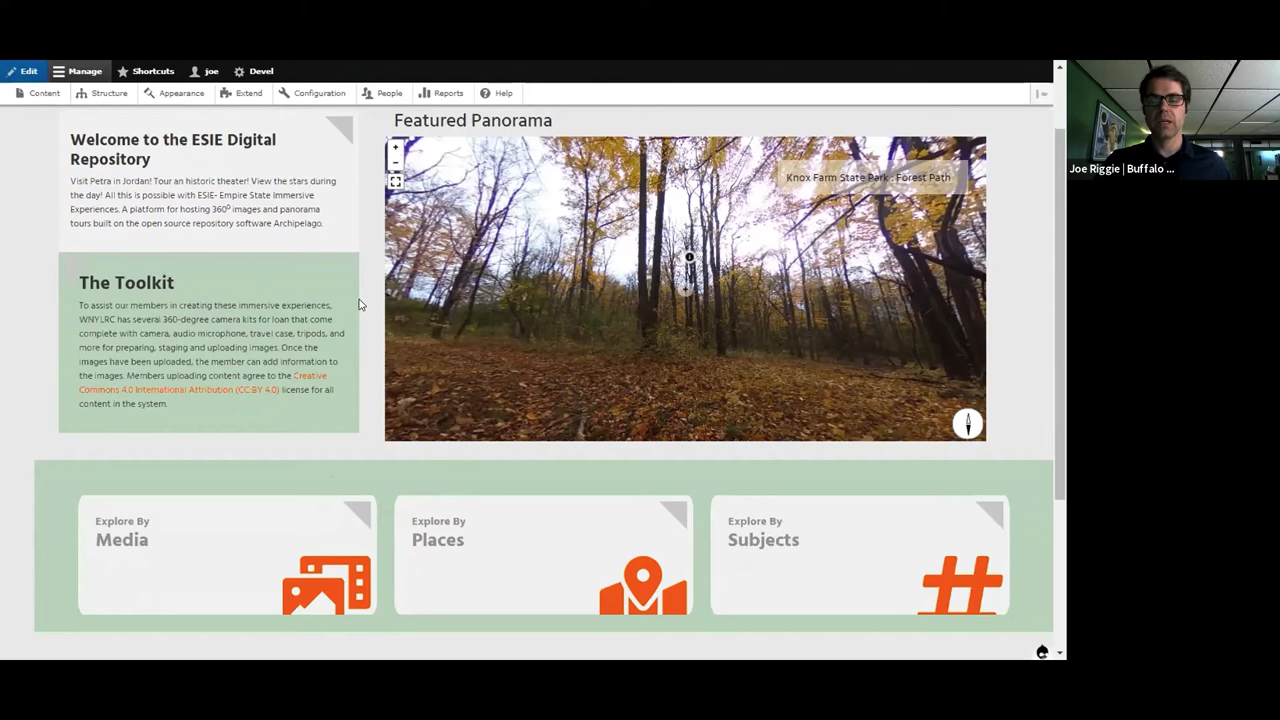 Edit Manage Shortcuts joe Devel
Content Structure Appearance Extend Configuration People Reports Help
Welcome to the ESIE Digital
Repository
Visit Petra in Jordan! Tour an historic theater! View the stars during
the day! All this is possible with ESIE- Empire State Immersive
Experiences. A platform for hosting 360⁰ images and panorama
tours built on the open source repository software Archipelago.
The Toolkit
To assist our members in creating these immersive experiences,
WNYLRC has several 360-degree camera kits for loan that come
complete with camera, audio microphone, travel case, tripods, and
more for preparing, staging and uploading images. Once the
images have been uploaded, the member can add information to
the images. Members uploading content agree to the Creative
Commons 4.0 International Attribution (CC:BY 4.0) license for all
content in the system.
Featured Panorama
+
−
Knox Farm State Park : Forest Path
Explore By
Media
Explore By
Places
Explore By
Subjects
Joe Riggie | Buffalo ...